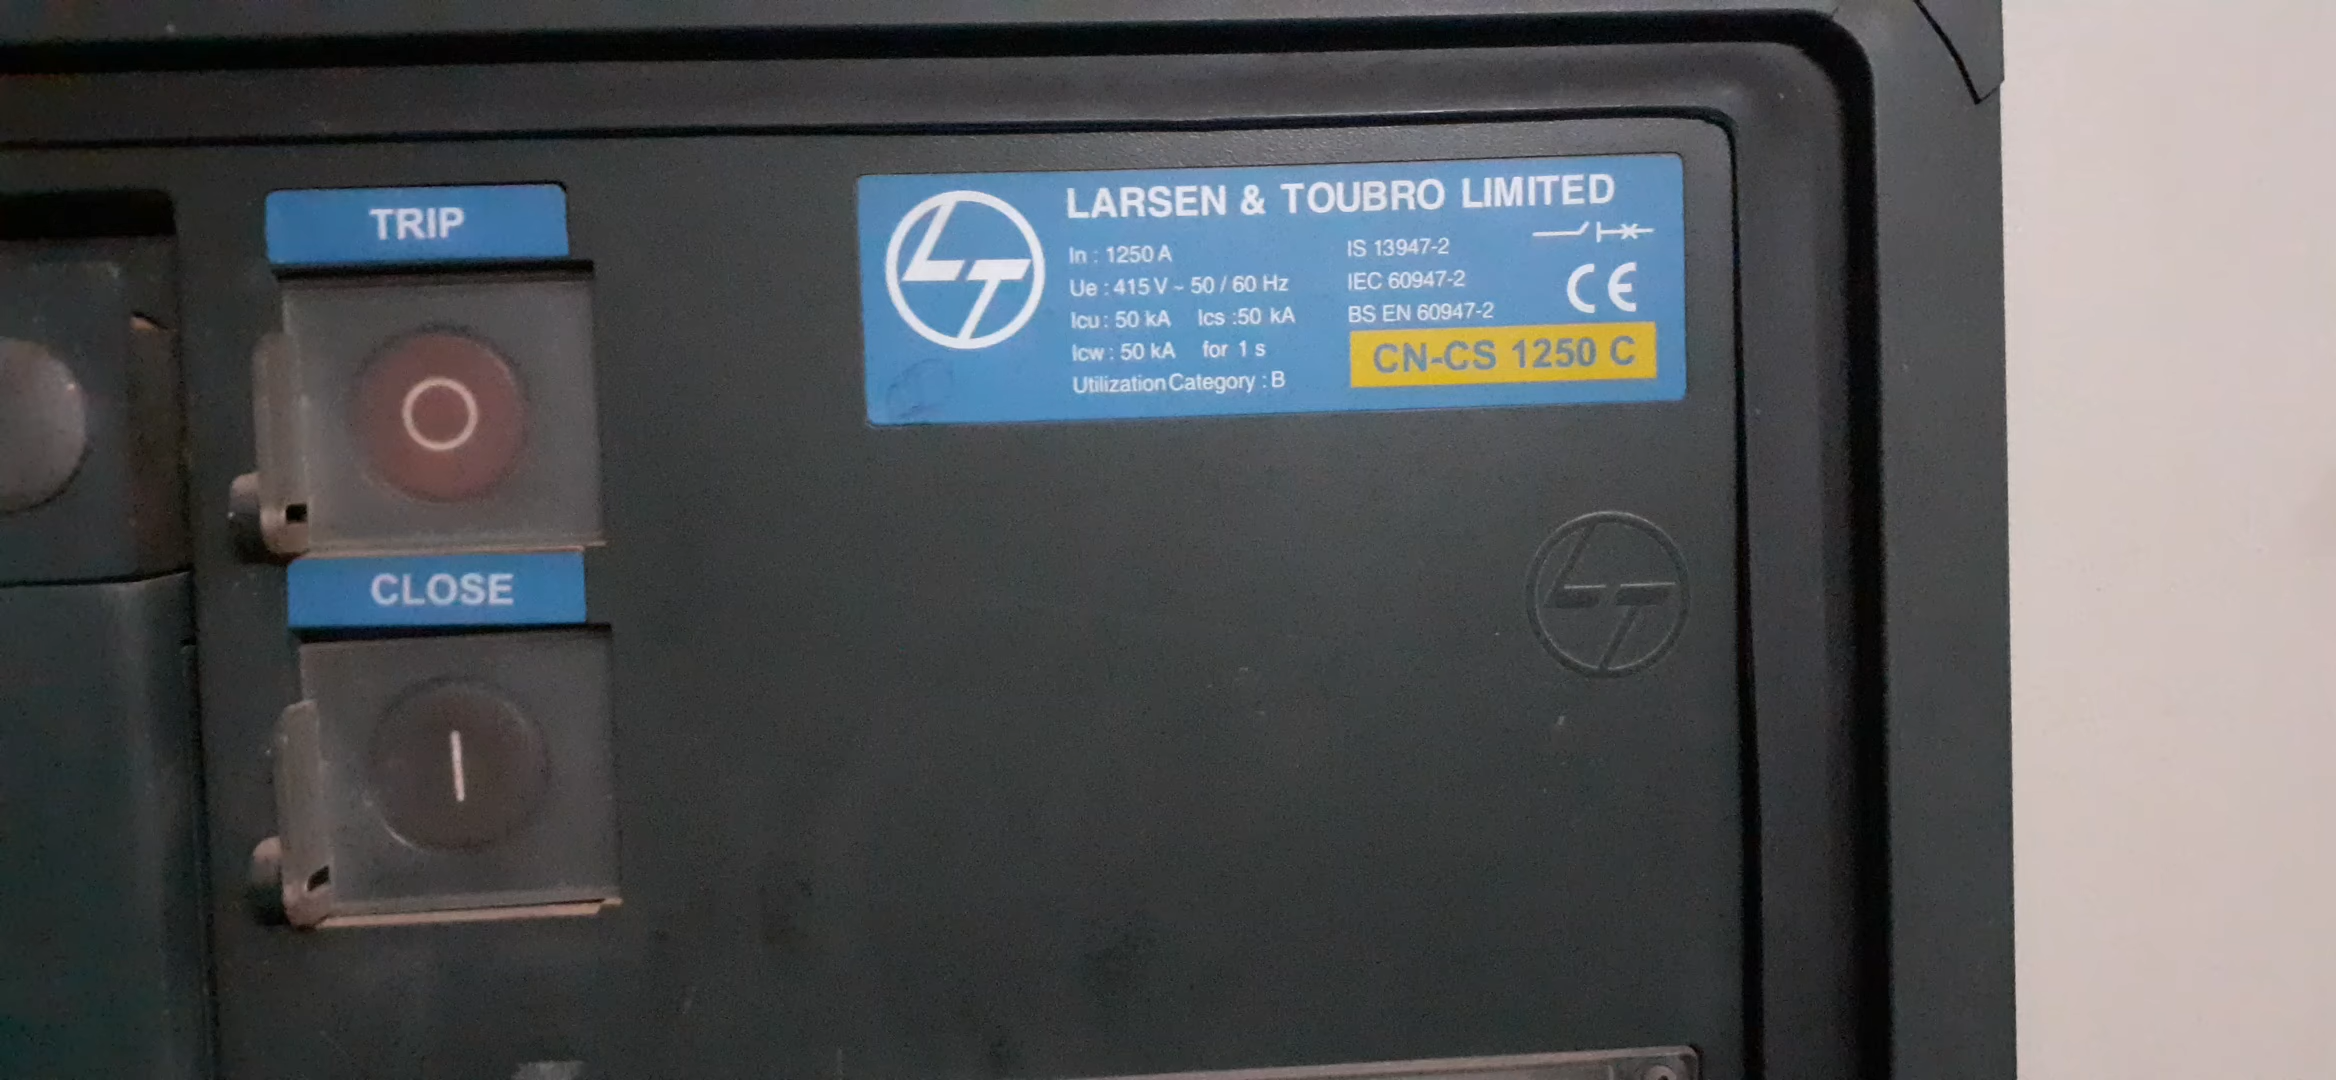 TRIP
CLOSE
LT
LARSEN & TOUBRO LIMITED
In : 1250 A
Ue : 415 V ~ 50 / 60 Hz
Icu : 50 kA Ics :50 kA
Icw : 50 kA for 1 s
Utilization Category : B
IS 13947-2
IEC 60947-2
BS EN 60947-2
CE
CN-CS 1250 C
LT